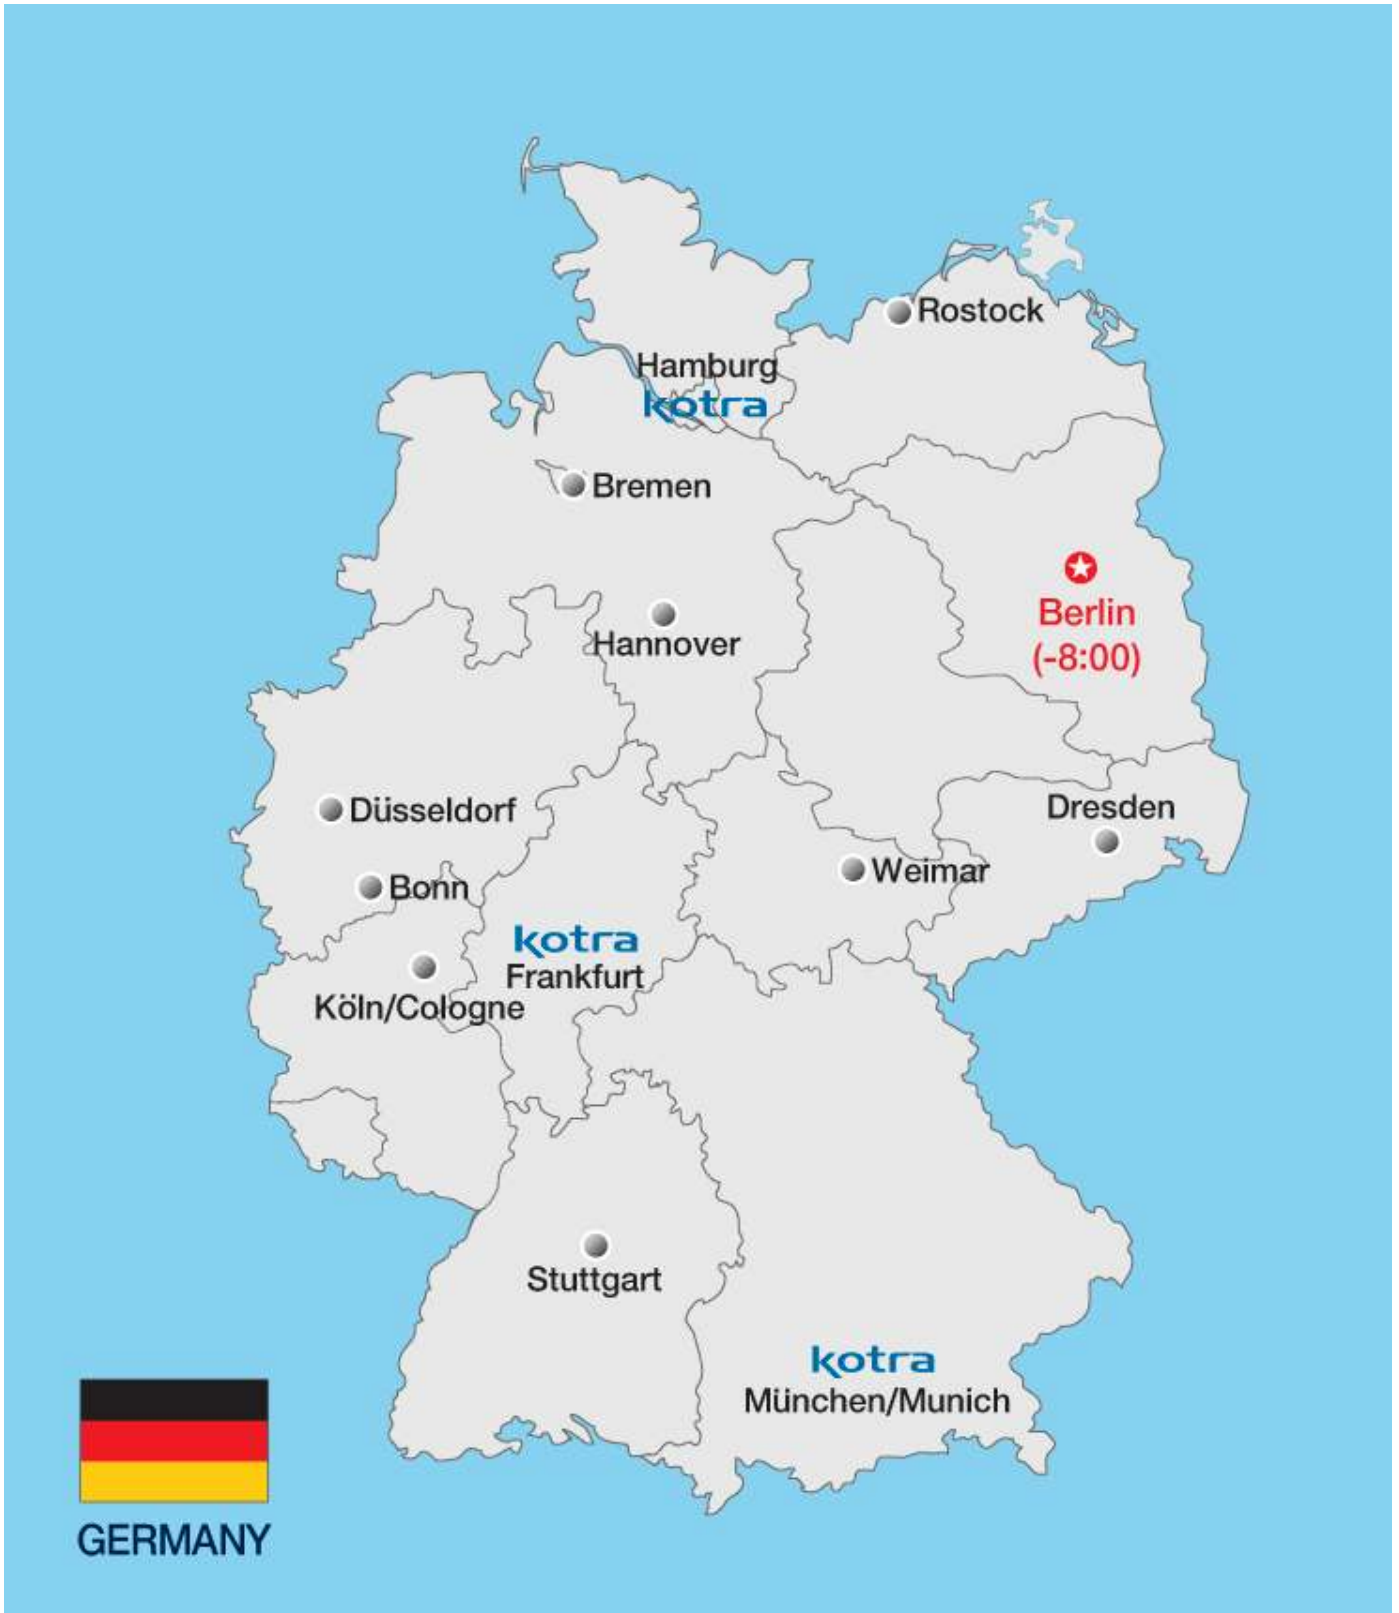 Rostock
Hamburg
kotra
Bremen
Berlin
(-8:00)
Hannover
Düsseldorf
Dresden
Weimar
Bonn
kotra
Frankfurt
Köln/Cologne
Stuttgart
kotra
München/Munich
GERMANY